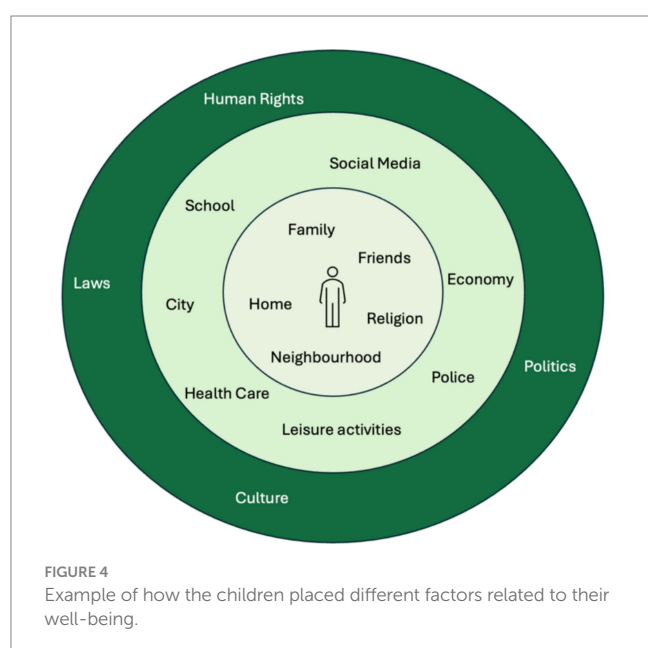 Human Rights
Social Media
School
Family
Friends
Economy
Laws
City
Home
Religion
Neighbourhood
Politics
Police
Health Care
Leisure activities
Culture
FIGURE 4
Example of how the children placed different factors related to their
well-being.